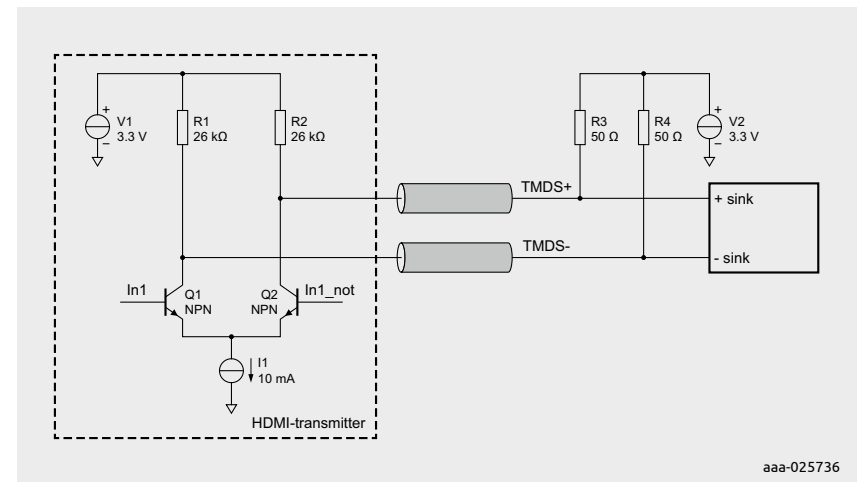 +
V1
3.3 V
−
R1
26 kΩ
R2
26 kΩ
R3
50 Ω
R4
50 Ω
+
V2
3.3 V
−
TMDS+
+ sink
TMDS-
- sink
In1
Q1
NPN
Q2
NPN
In1_not
I1
10 mA
HDMI-transmitter
aaa-025736